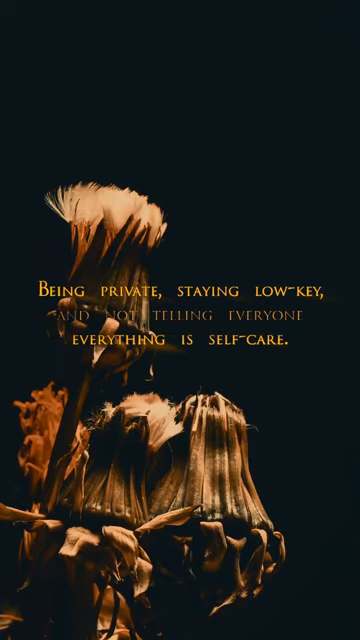 Being private, staying low-key,
and not telling everyone
everything is self-care.